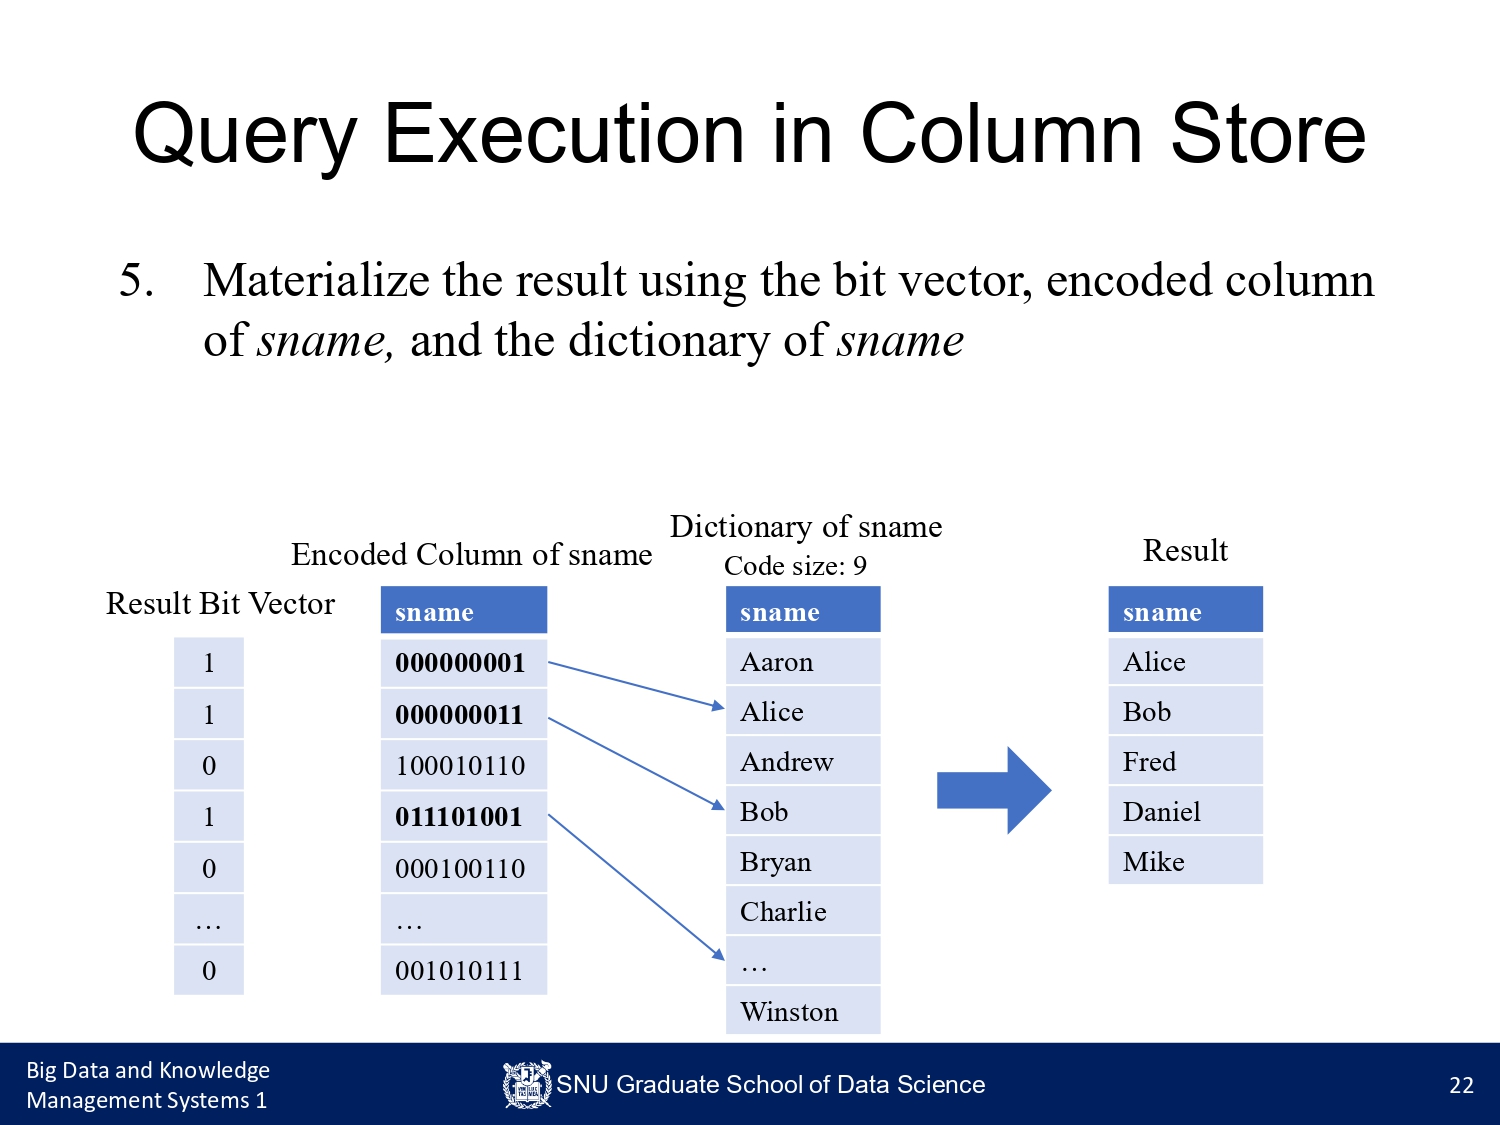 Query Execution in Column Store
5. Materialize the result using the bit vector, encoded column
of sname, and the dictionary of sname
Result Bit Vector
1
1
0
1
0
…
0
Encoded Column of sname
sname
000000001
000000011
100010110
011101001
000100110
…
001010111
Dictionary of sname
Code size: 9
sname
Aaron
Alice
Andrew
Bob
Bryan
Charlie
…
Winston
Result
sname
Alice
Bob
Fred
Daniel
Mike
Big Data and Knowledge
Management Systems 1
SNU Graduate School of Data Science
22